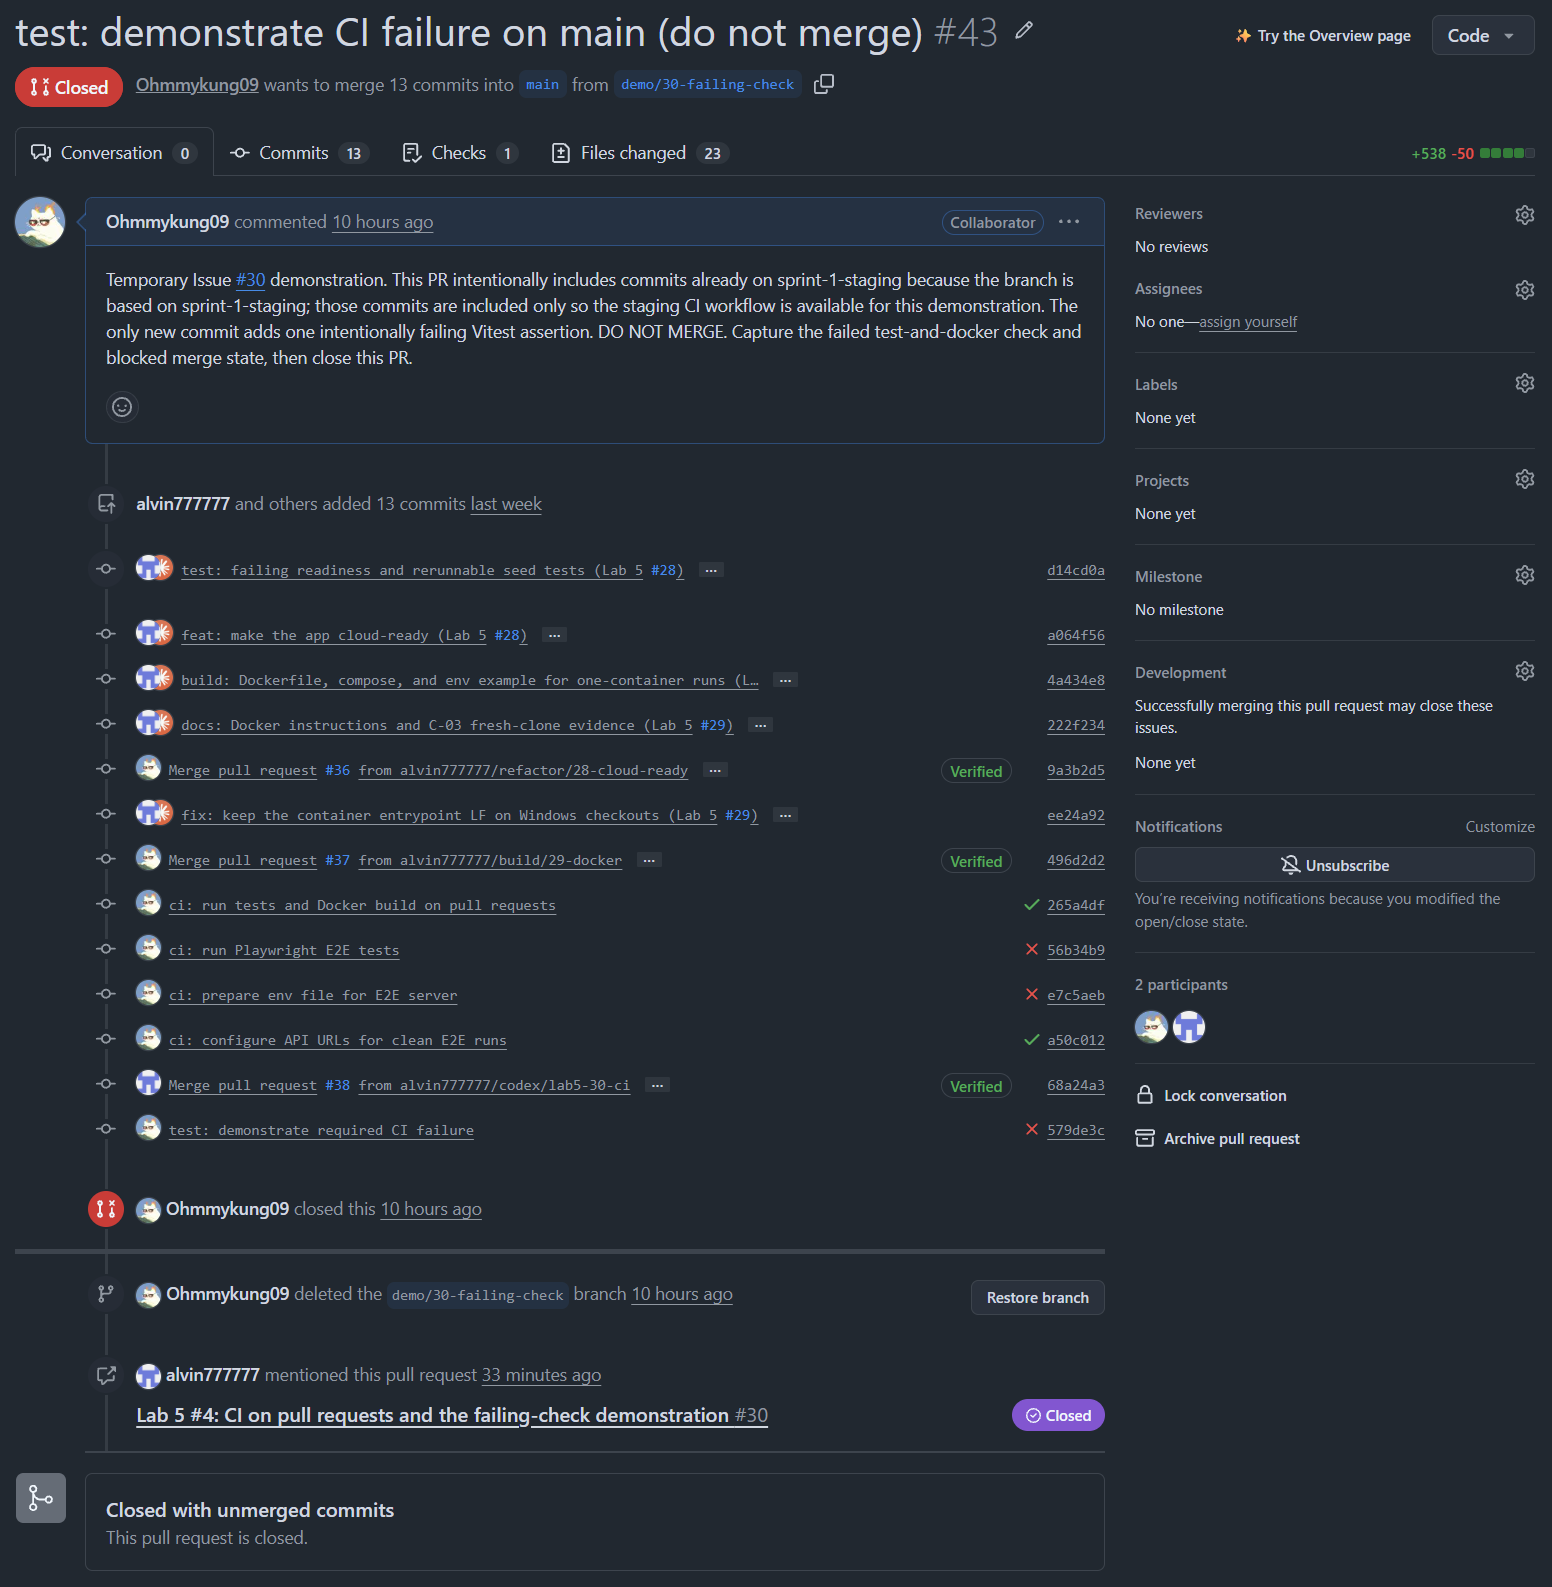 test: demonstrate CI failure on main (do not merge) #43
Try the Overview page
Code
Closed
Ohmmykung09 wants to merge 13 commits into main from demo/30-failing-check
Conversation 0
Commits 13
Checks 1
Files changed 23
+538 -50
Ohmmykung09 commented 10 hours ago
Collaborator
Temporary Issue #30 demonstration. This PR intentionally includes commits already on sprint-1-staging because the branch is
based on sprint-1-staging; those commits are included only so the staging CI workflow is available for this demonstration. The
only new commit adds one intentionally failing Vitest assertion. DO NOT MERGE. Capture the failed test-and-docker check and
blocked merge state, then close this PR.
alvin777777 and others added 13 commits last week
test: failing readiness and rerunnable seed tests (Lab 5 #28) ... d14cd0a
feat: make the app cloud-ready (Lab 5 #28) ... a064f56
build: Dockerfile, compose, and env example for one-container runs (L… ... 4a434e8
docs: Docker instructions and C-03 fresh-clone evidence (Lab 5 #29) ... 222f234
Merge pull request #36 from alvin777777/refactor/28-cloud-ready ... Verified 9a3b2d5
fix: keep the container entrypoint LF on Windows checkouts (Lab 5 #29) ... ee24a92
Merge pull request #37 from alvin777777/build/29-docker ... Verified 496d2d2
ci: run tests and Docker build on pull requests 265a4df
ci: run Playwright E2E tests 56b34b9
ci: prepare env file for E2E server e7c5aeb
ci: configure API URLs for clean E2E runs a50c012
Merge pull request #38 from alvin777777/codex/lab5-30-ci ... Verified 68a24a3
test: demonstrate required CI failure 579de3c
Ohmmykung09 closed this 10 hours ago
Ohmmykung09 deleted the demo/30-failing-check branch 10 hours ago
Restore branch
alvin777777 mentioned this pull request 33 minutes ago
Lab 5 #4: CI on pull requests and the failing-check demonstration #30
Closed
Closed with unmerged commits
This pull request is closed.
Reviewers
No reviews
Assignees
No one—assign yourself
Labels
None yet
Projects
None yet
Milestone
No milestone
Development
Successfully merging this pull request may close these
issues.
None yet
Notifications
Customize
Unsubscribe
You're receiving notifications because you modified the
open/close state.
2 participants
Lock conversation
Archive pull request